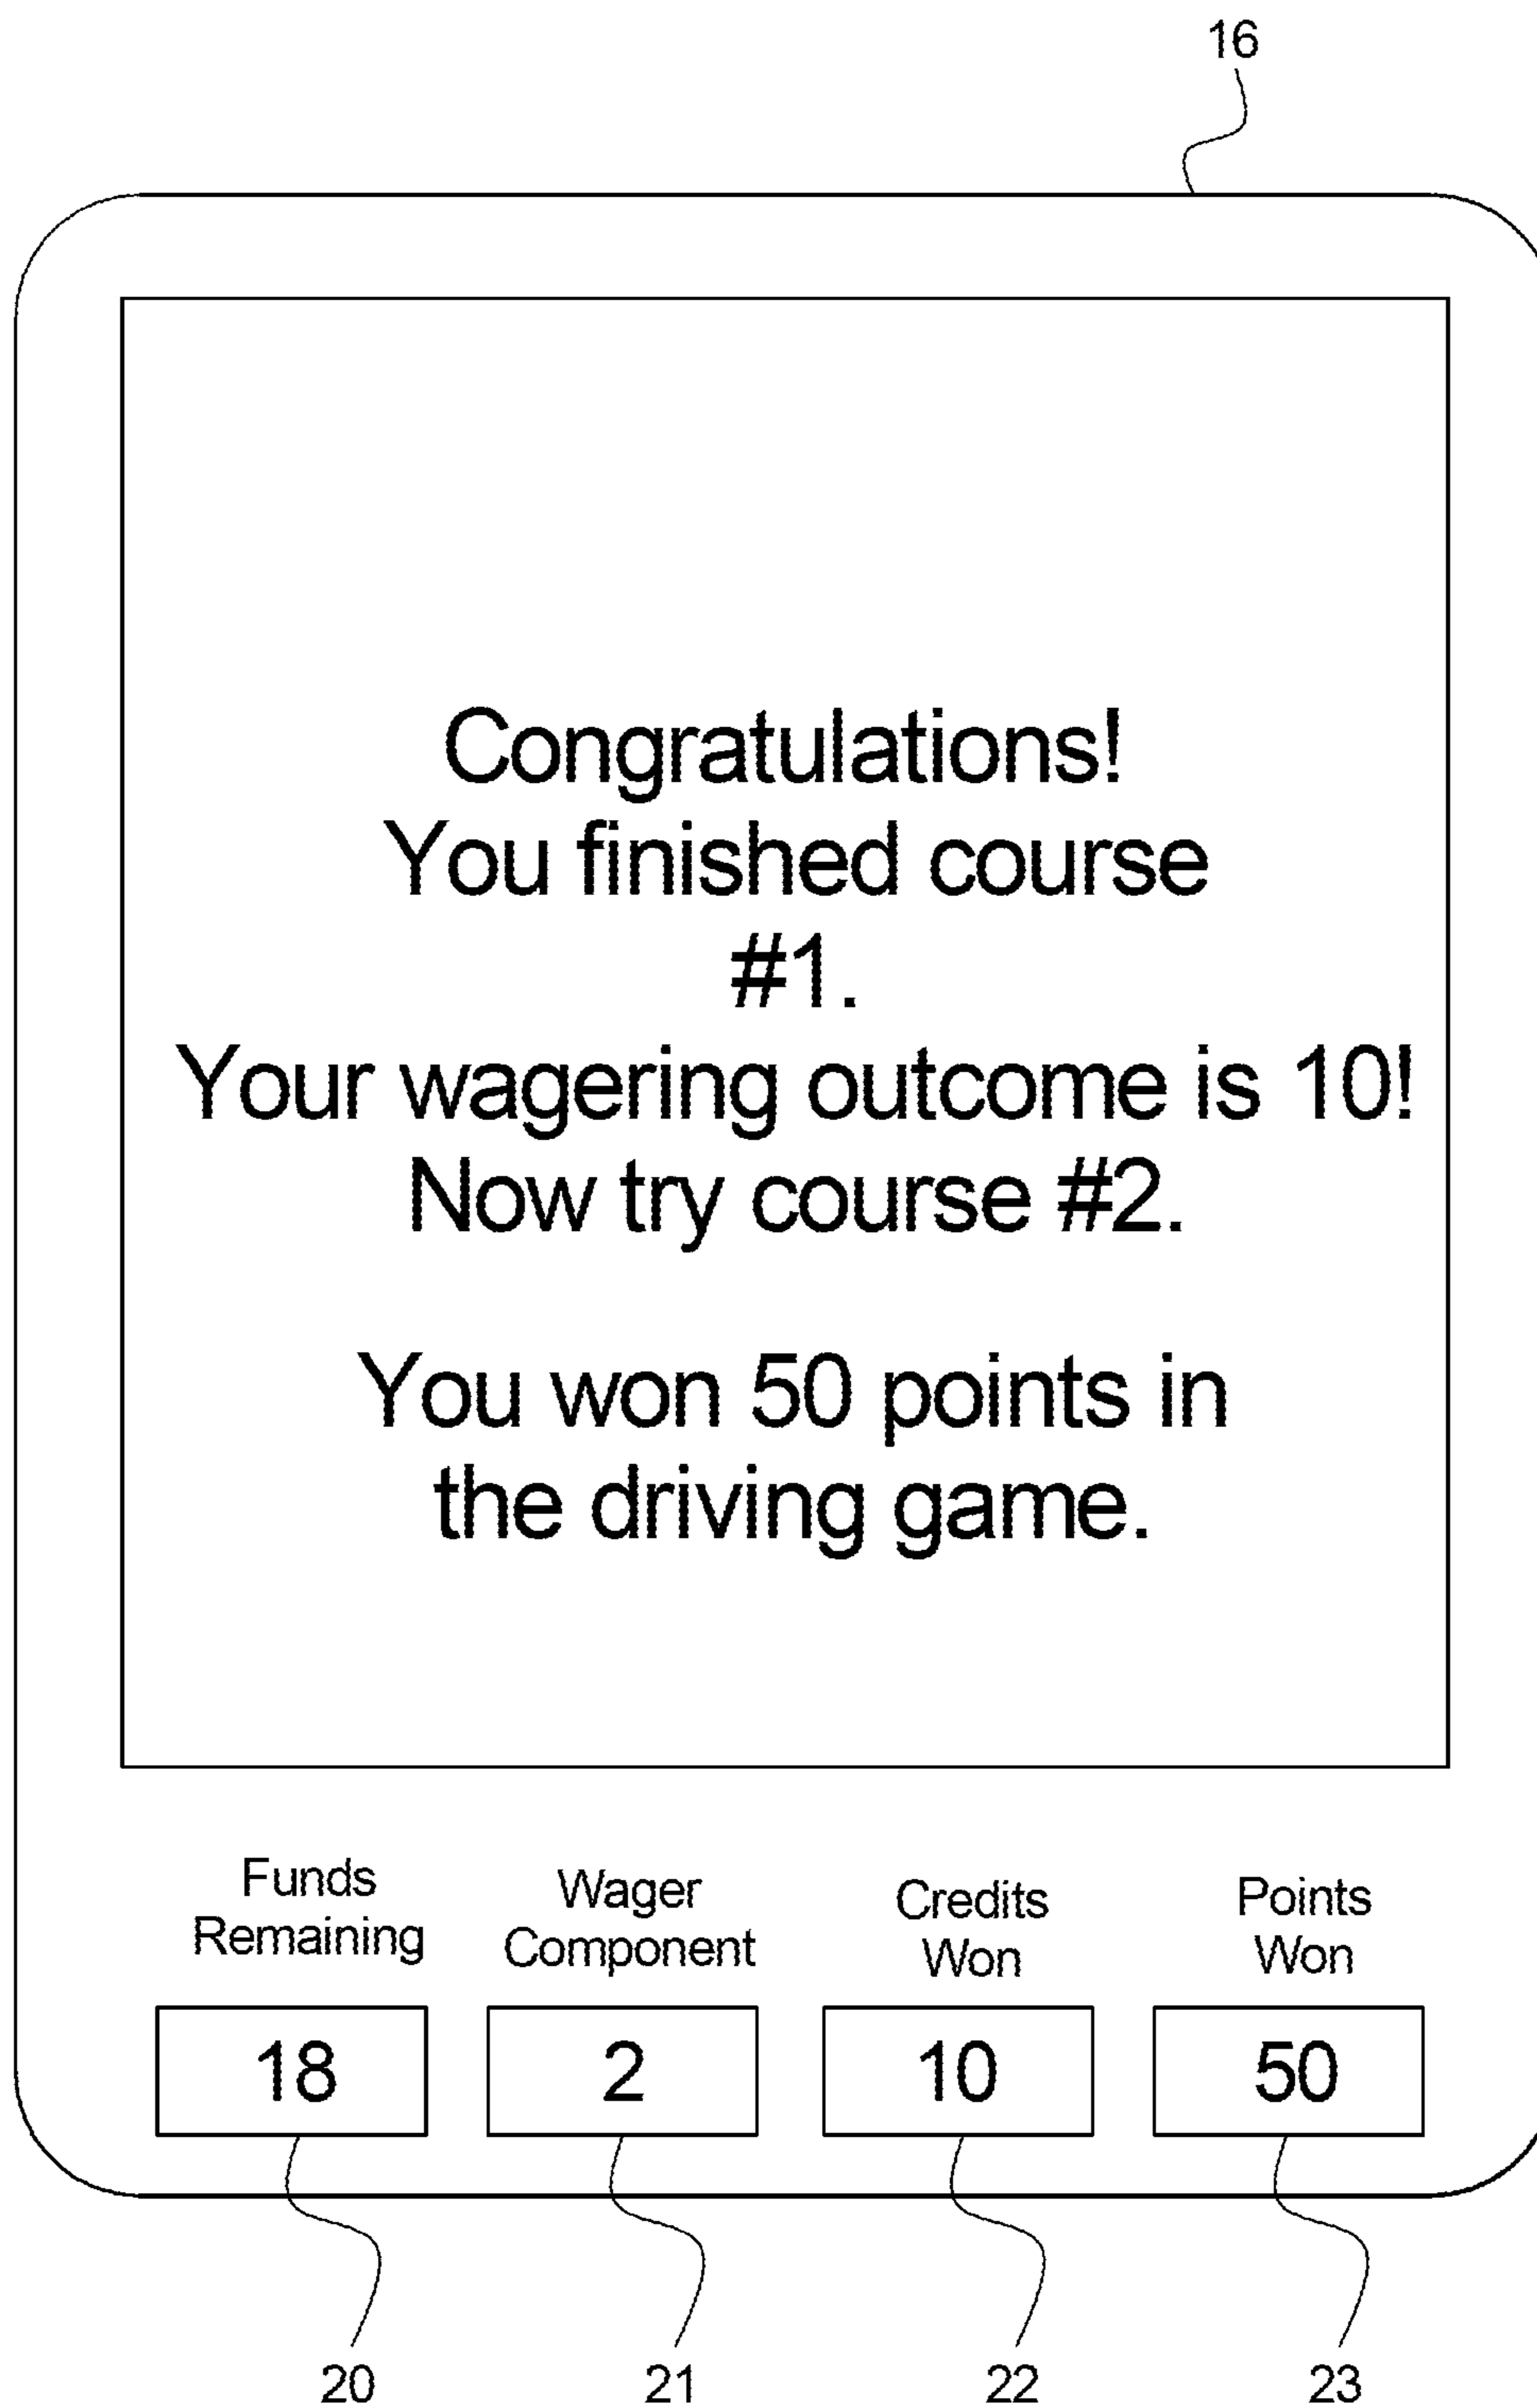 16
Congratulations!
You finished course
#1.
Your wagering outcome is 10!
Now try course #2.
You won 50 points in
the driving game.
Funds
Remaining
Wager
Component
Credits
Won
Points
Won
18
2
10
50
20
21
22
23